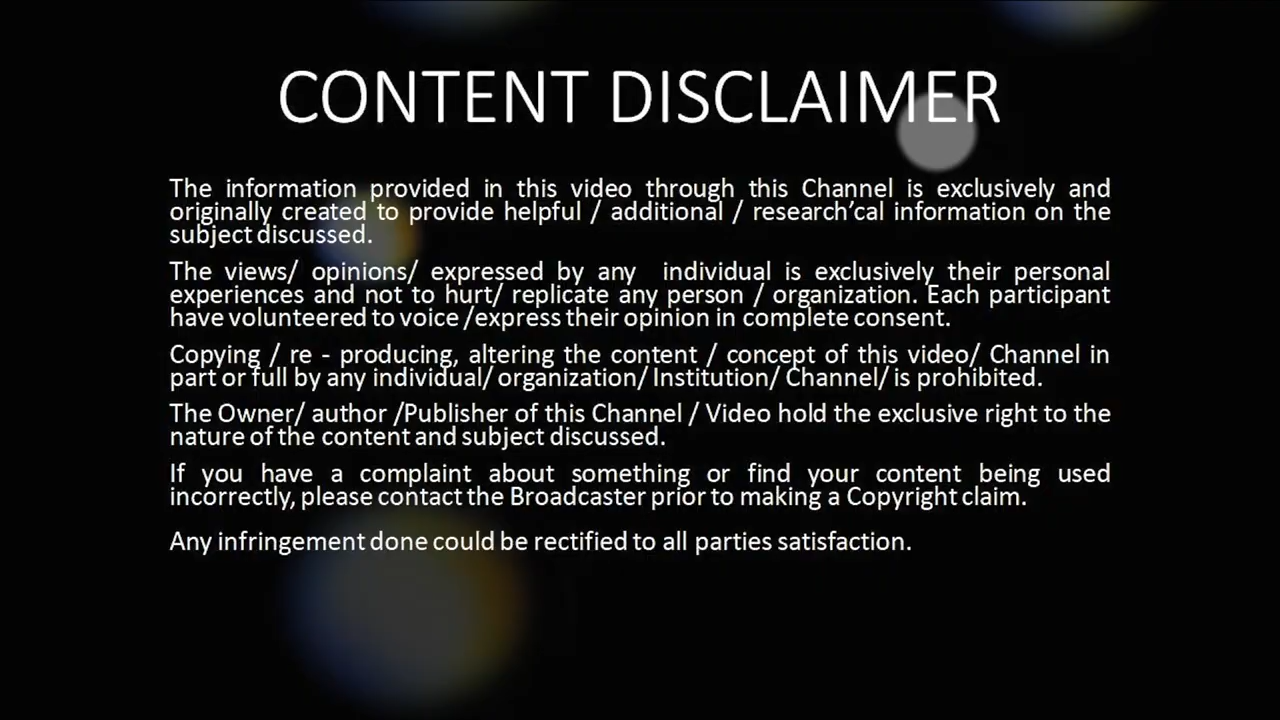 CONTENT DISCLAIMER
The information provided in this video through this Channel is exclusively and
originally created to provide helpful / additional / research’cal information on the
subject discussed.
The views/ opinions/ expressed by any individual is exclusively their personal
experiences and not to hurt/ replicate any person / organization. Each participant
have volunteered to voice /express their opinion in complete consent.
Copying / re - producing, altering the content / concept of this video/ Channel in
part or full by any individual/ organization/ Institution/ Channel/ is prohibited.
The Owner/ author /Publisher of this Channel / Video hold the exclusive right to the
nature of the content and subject discussed.
If you have a complaint about something or find your content being used
incorrectly, please contact the Broadcaster prior to making a Copyright claim.
Any infringement done could be rectified to all parties satisfaction.